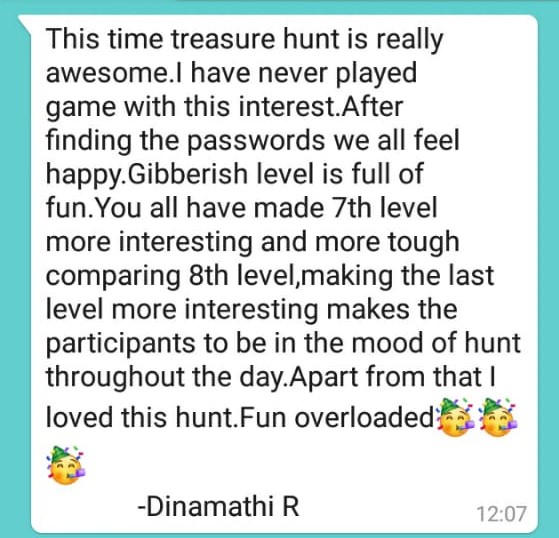 This time treasure hunt is really
awesome.I have never played
game with this interest.After
finding the passwords we all feel
happy.Gibberish level is full of
fun.You all have made 7th level
more interesting and more tough
comparing 8th level,making the last
level more interesting makes the
participants to be in the mood of hunt
throughout the day.Apart from that I
loved this hunt.Fun overloaded🥳🥳
🥳
-Dinamathi R
12:07